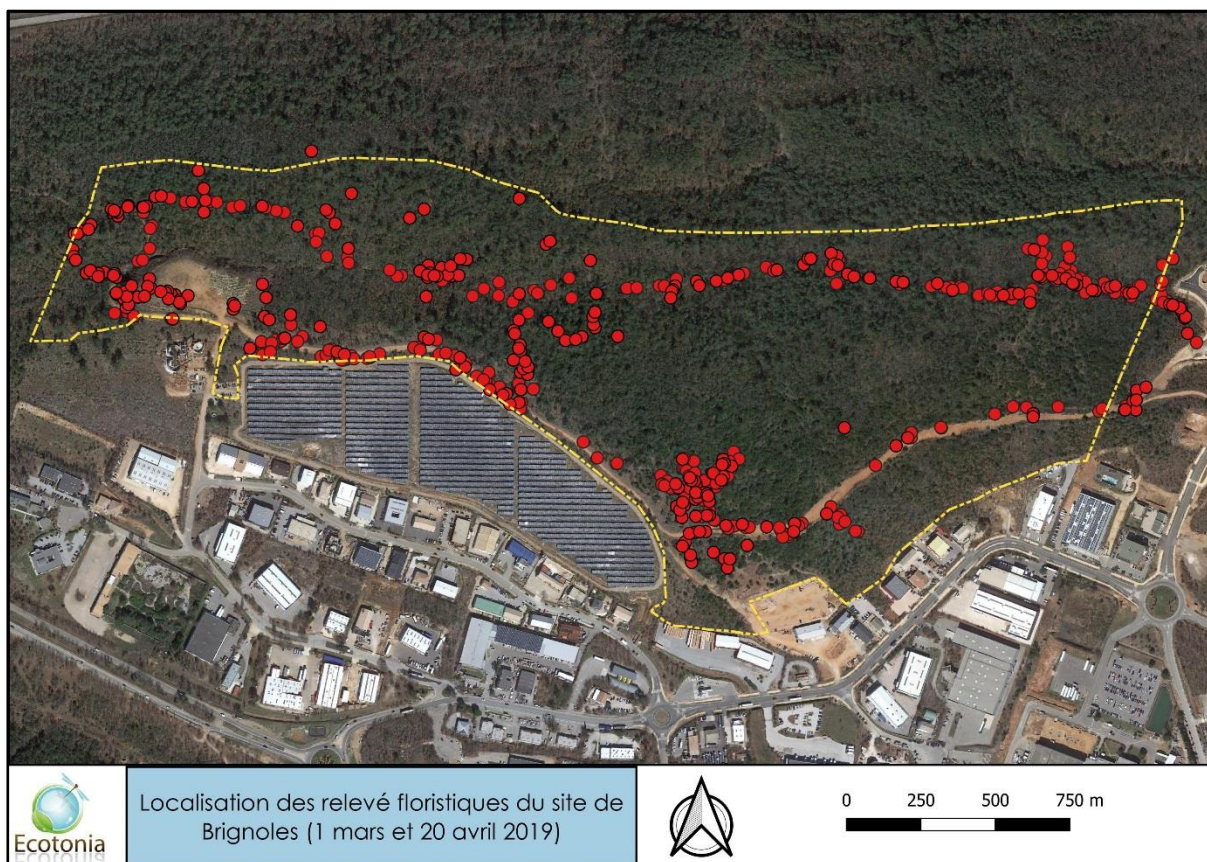 Localisation des relevé floristiques du site de
Brignoles (1 mars et 20 avril 2019)
Ecotonia
0 250 500 750 m